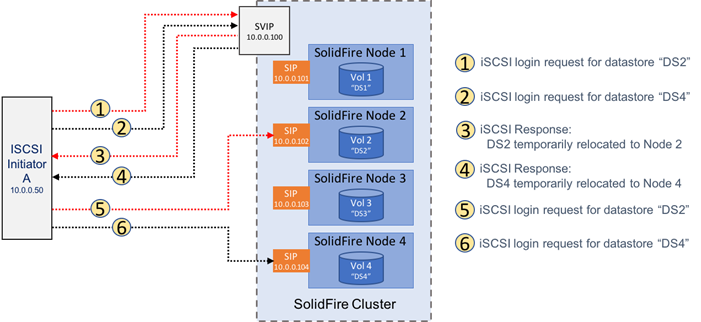 SVIP
10.0.0.100
SolidFire Node 1
SIP
10.0.0.101
Vol 1
"DS1"
SolidFire Node 2
SIP
10.0.0.102
Vol 2
"DS2"
SolidFire Node 3
SIP
10.0.0.103
Vol 3
"DS3"
SolidFire Node 4
SIP
10.0.0.104
Vol 4
"DS4"
SolidFire Cluster
ISCSI
Initiator
A
10.0.0.50
1
2
3
4
5
6
1 iSCSI login request for datastore “DS2”
2 iSCSI login request for datastore “DS4”
3 iSCSI Response:
DS2 temporarily relocated to Node 2
4 iSCSI Response:
DS4 temporarily relocated to Node 4
5 iSCSI login request for datastore “DS2”
6 iSCSI login request for datastore “DS4”